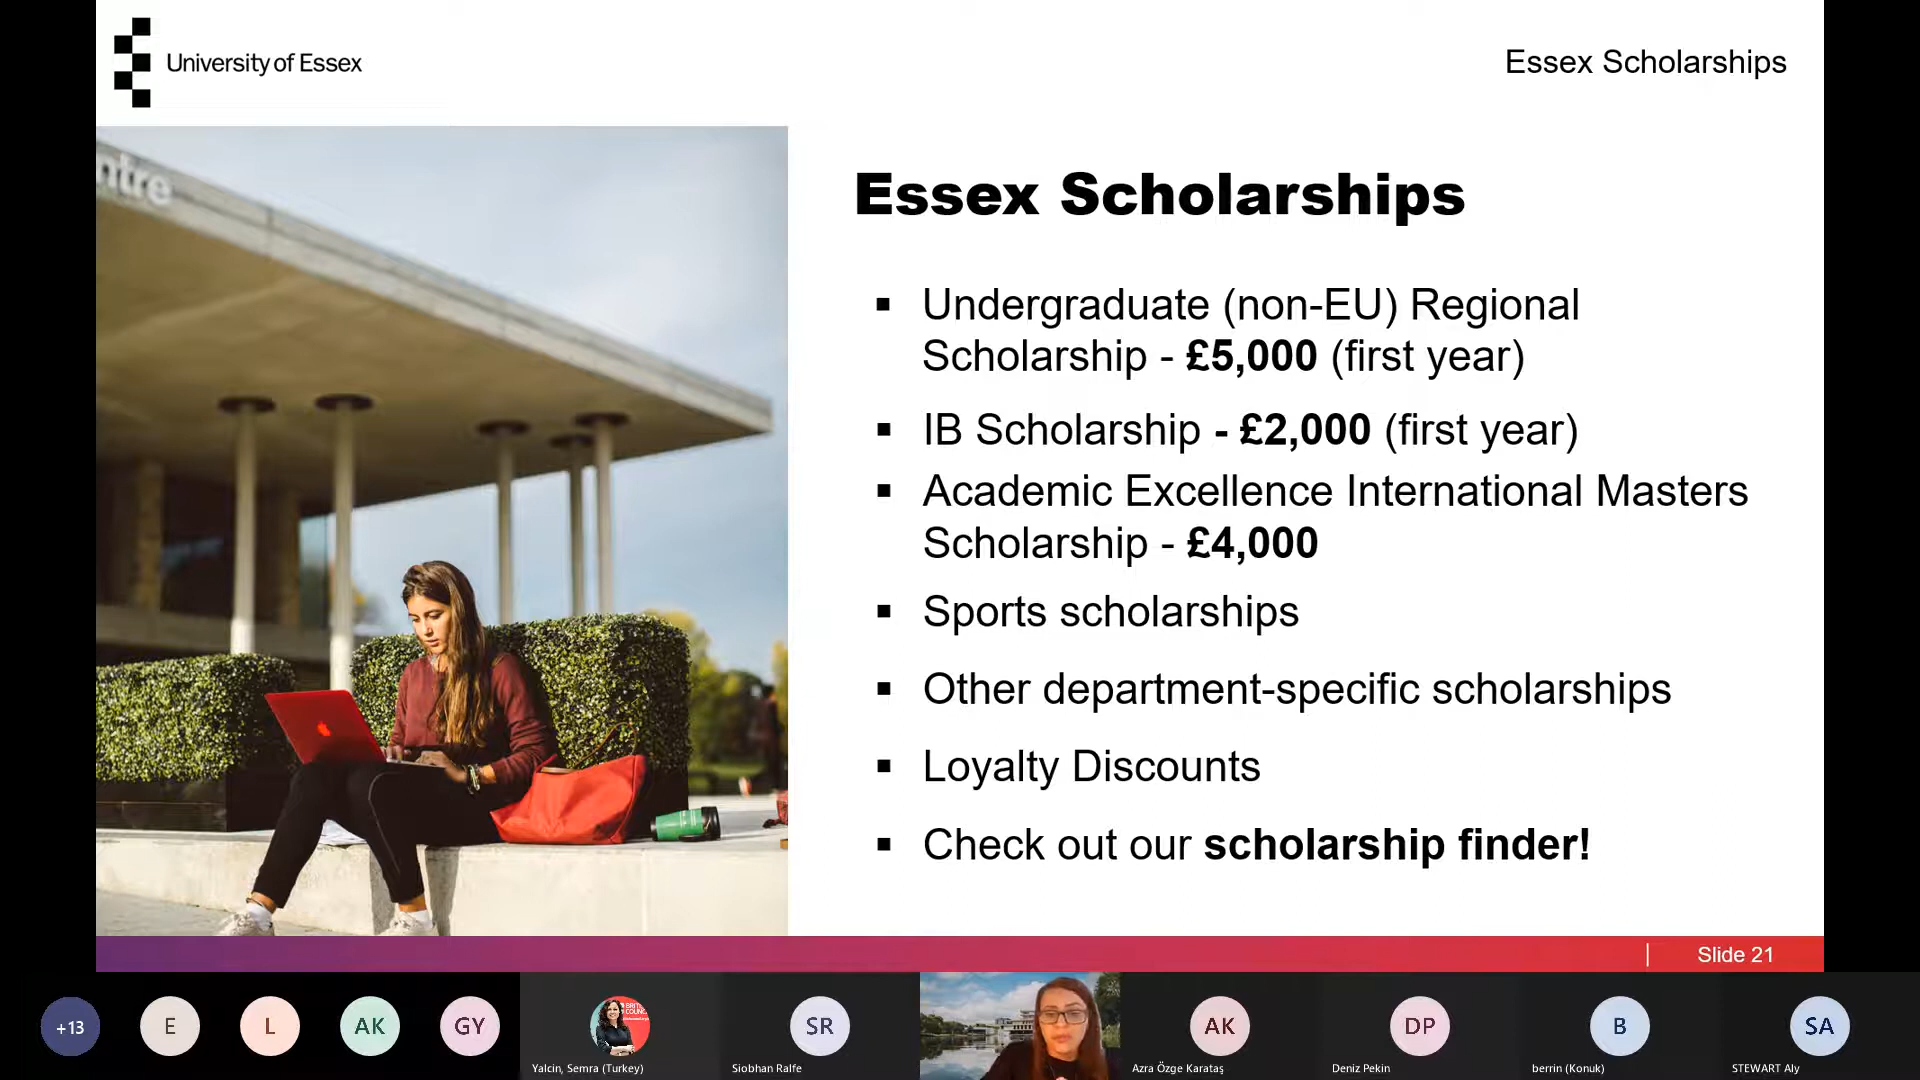 University of Essex
Essex Scholarships
ntre
Essex Scholarships
▪ Undergraduate (non-EU) Regional
Scholarship - £5,000 (first year)
▪ IB Scholarship - £2,000 (first year)
▪ Academic Excellence International Masters
Scholarship - £4,000
▪ Sports scholarships
▪ Other department-specific scholarships
▪ Loyalty Discounts
▪ Check out our scholarship finder!
Slide 21
+13
E
L
AK
GY
SR
AK
DP
B
SA
Yalcin, Semra (Turkey)
Siobhan Ralfe
Azra Özge Karataş
Deniz Pekin
berrin (Konuk)
STEWART Aly